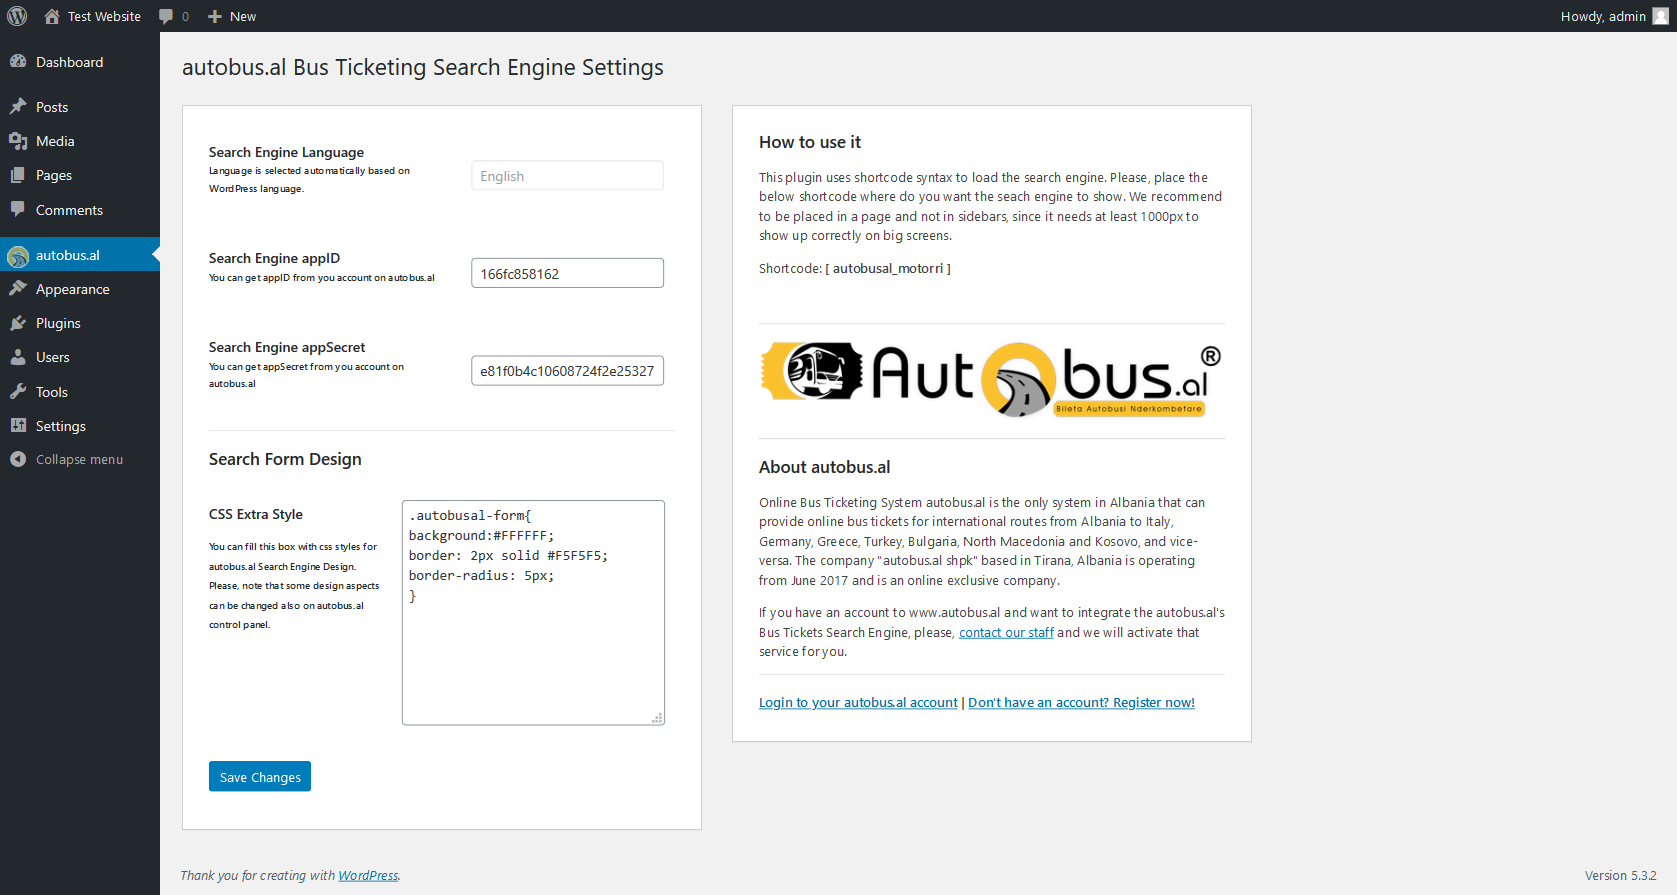 Test Website
0
New
Howdy, admin
Dashboard
Posts
Media
Pages
Comments
autobus.al
Appearance
Plugins
Users
Tools
Settings
Collapse menu
autobus.al Bus Ticketing Search Engine Settings
Search Engine Language
Language is selected automatically based on
WordPress language.
English
Search Engine appID
You can get appID from you account on autobus.al
166fc858162
Search Engine appSecret
You can get appSecret from you account on
autobus.al
e81f0b4c10608724f2e25327
Search Form Design
CSS Extra Style
You can fill this box with css styles for
autobus.al Search Engine Design.
Please, note that some design aspects
can be changed also on autobus.al
control panel.
.autobusal-form{
background:#FFFFFF;
border: 2px solid #F5F5F5;
border-radius: 5px;
}
Save Changes
How to use it
This plugin uses shortcode syntax to load the search engine. Please, place the
below shortcode where do you want the seach engine to show. We recommend
to be placed in a page and not in sidebars, since it needs at least 1000px to
show up correctly on big screens.
Shortcode: [ autobusal_motorri ]
AutObus.al ®
Bileta Autobusi Nderkombetare
About autobus.al
Online Bus Ticketing System autobus.al is the only system in Albania that can
provide online bus tickets for international routes from Albania to Italy,
Germany, Greece, Turkey, Bulgaria, North Macedonia and Kosovo, and vice-
versa. The company "autobus.al shpk" based in Tirana, Albania is operating
from June 2017 and is an online exclusive company.
If you have an account to www.autobus.al and want to integrate the autobus.al's
Bus Tickets Search Engine, please, contact our staff and we will activate that
service for you.
Login to your autobus.al account | Don't have an account? Register now!
Thank you for creating with WordPress.
Version 5.3.2